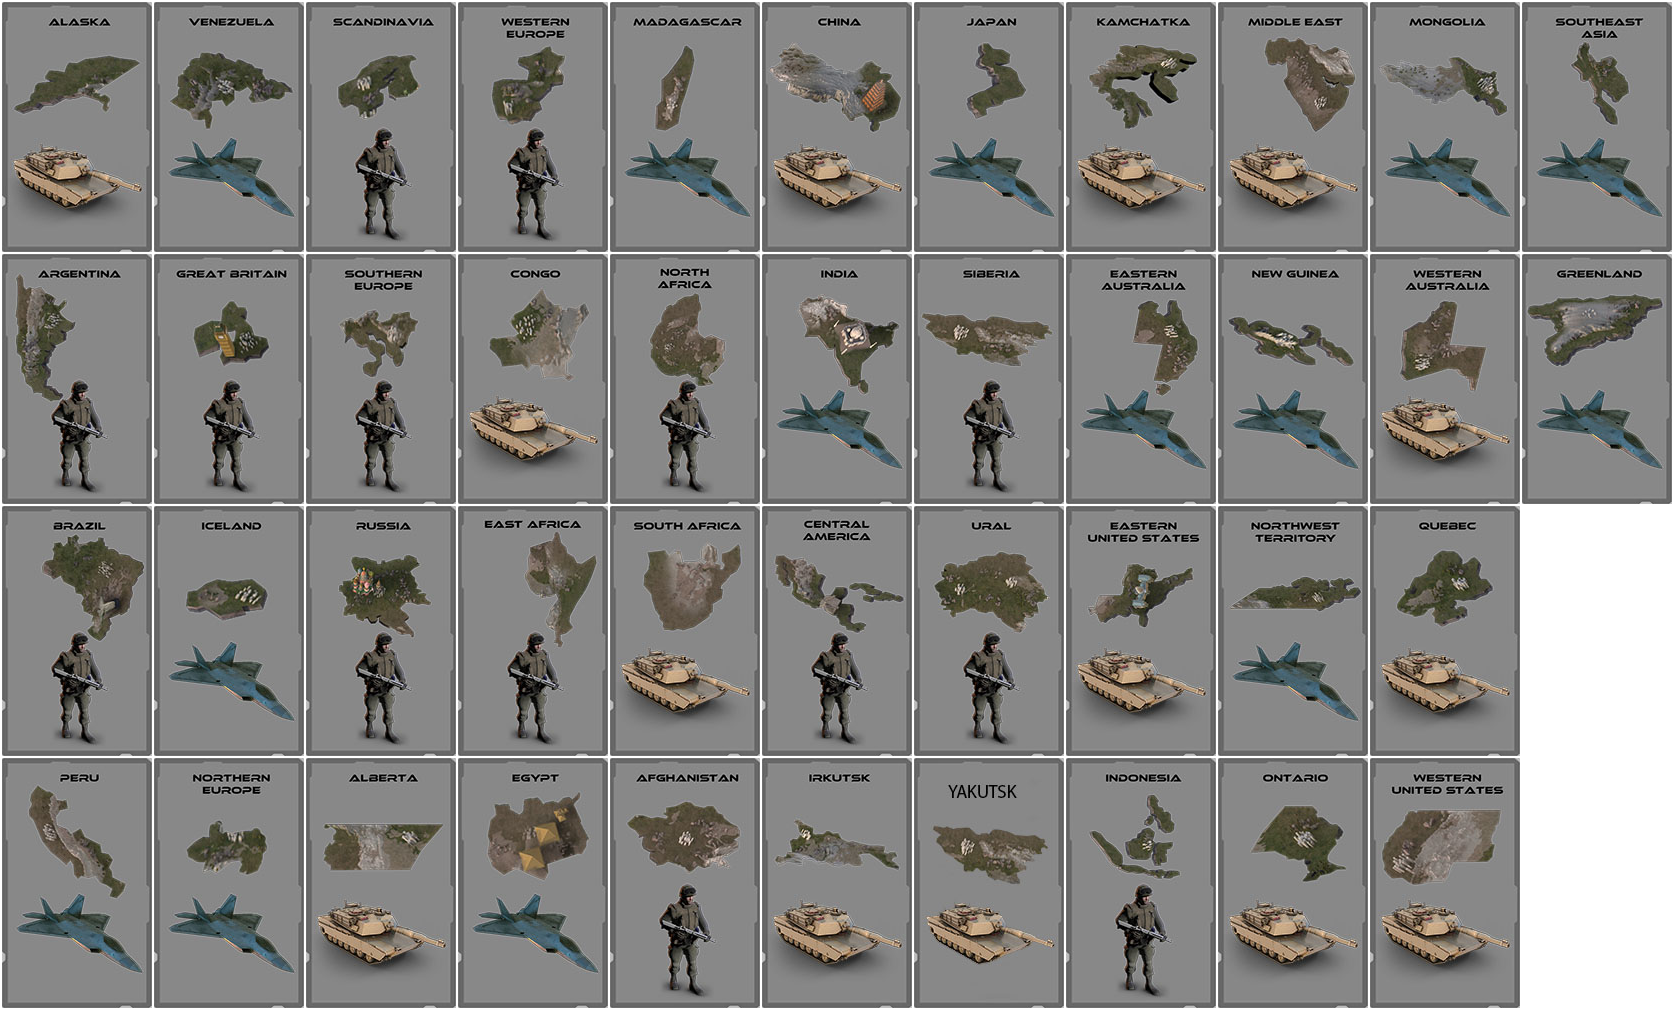 ALASKA
VENEZUELA
SCANDINAVIA
WESTERN
EUROPE
MADAGASCAR
CHINA
JAPAN
KAMCHATKA
MIDDLE EAST
MONGOLIA
SOUTHEAST
ASIA
ARGENTINA
GREAT BRITAIN
SOUTHERN
EUROPE
CONGO
NORTH
AFRICA
INDIA
SIBERIA
EASTERN
AUSTRALIA
NEW GUINEA
WESTERN
AUSTRALIA
GREENLAND
BRAZIL
ICELAND
RUSSIA
EAST AFRICA
SOUTH AFRICA
CENTRAL
AMERICA
URAL
EASTERN
UNITED STATES
NORTHWEST
TERRITORY
QUEBEC
PERU
NORTHERN
EUROPE
ALBERTA
EGYPT
AFGHANISTAN
IRKUTSK
YAKUTSK
INDONESIA
ONTARIO
WESTERN
UNITED STATES